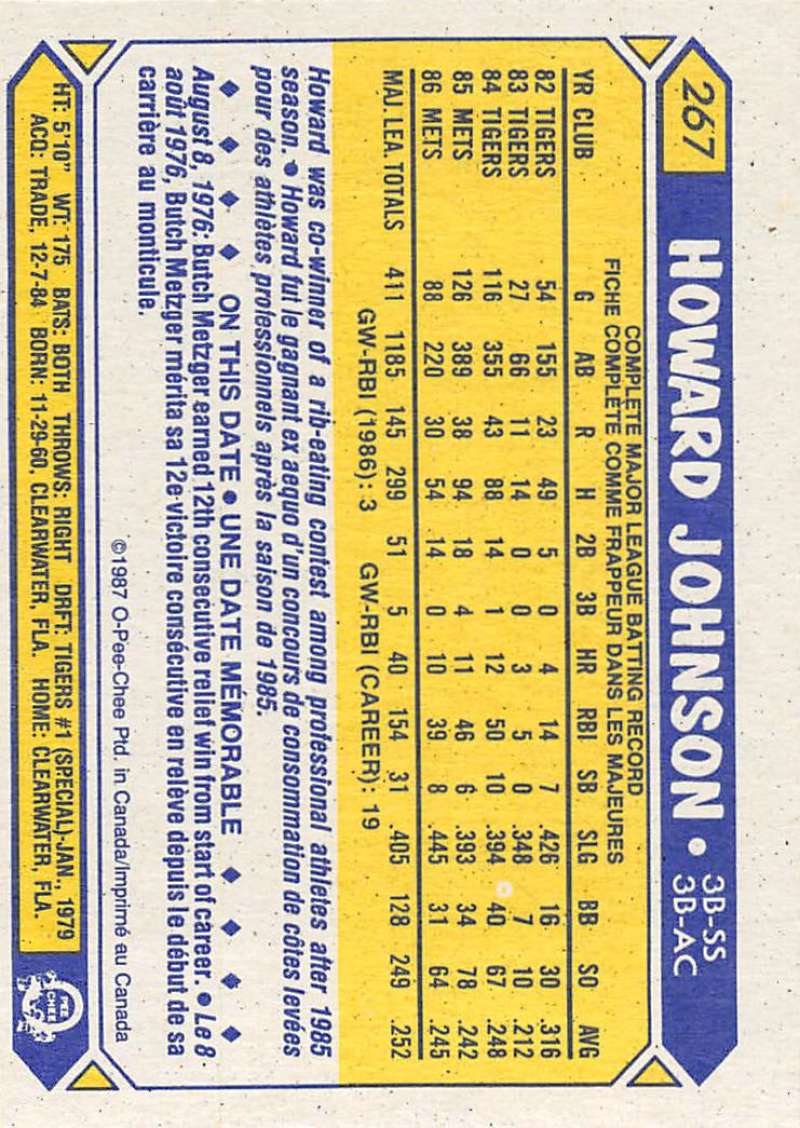 267 HOWARD JOHNSON • 3B-SS
3B-AC
COMPLETE MAJOR LEAGUE BATTING RECORD
FICHE COMPLÈTE COMME FRAPPEUR DANS LES MAJEURES
YR CLUB G AB R H 2B 3B HR RBI SB SLG BB SO AVG
82 TIGERS 54 155 23 49 5 0 4 14 7 .426 16 30 .316
83 TIGERS 27 66 11 14 0 0 3 5 0 .348 7 10 .212
84 TIGERS 116 355 43 88 14 1 12 50 10 .394 40 67 .248
85 METS 126 389 38 94 18 4 11 46 6 .393 34 78 .242
86 METS 88 220 30 54 14 0 10 39 8 .445 31 64 .245
MAJ. LEA. TOTALS 411 1185 145 299 51 5 40 154 31 .405 128 249 .252
GW-RBI (1986): 3 GW-RBI (CAREER): 19
Howard was co-winner of a rib-eating contest among professional athletes after 1985
season. • Howard fut le gagnant ex aequo d'un concours de consommation de côtes levées
pour des athlètes professionnels après la saison de 1985.
◆ ◆ ◆ ◆ ON THIS DATE • UNE DATE MÉMORABLE ◆ ◆ ◆ ◆
August 8, 1976: Butch Metzger earned 12th consecutive relief win from start of career. • Le 8
août 1976, Butch Metzger mérita sa 12e victoire consécutive en relève depuis le début de sa
carrière au monticule.
©1987 O-Pee-Chee Ptd. in Canada/Imprimé au Canada
HT: 5'10" WT: 175 BATS: BOTH THROWS: RIGHT DRFT: TIGERS #1 (SPECIAL)-JAN., 1979
ACQ: TRADE, 12-7-84 BORN: 11-29-60, CLEARWATER, FLA. HOME: CLEARWATER, FLA.
O
PEE
CHEE